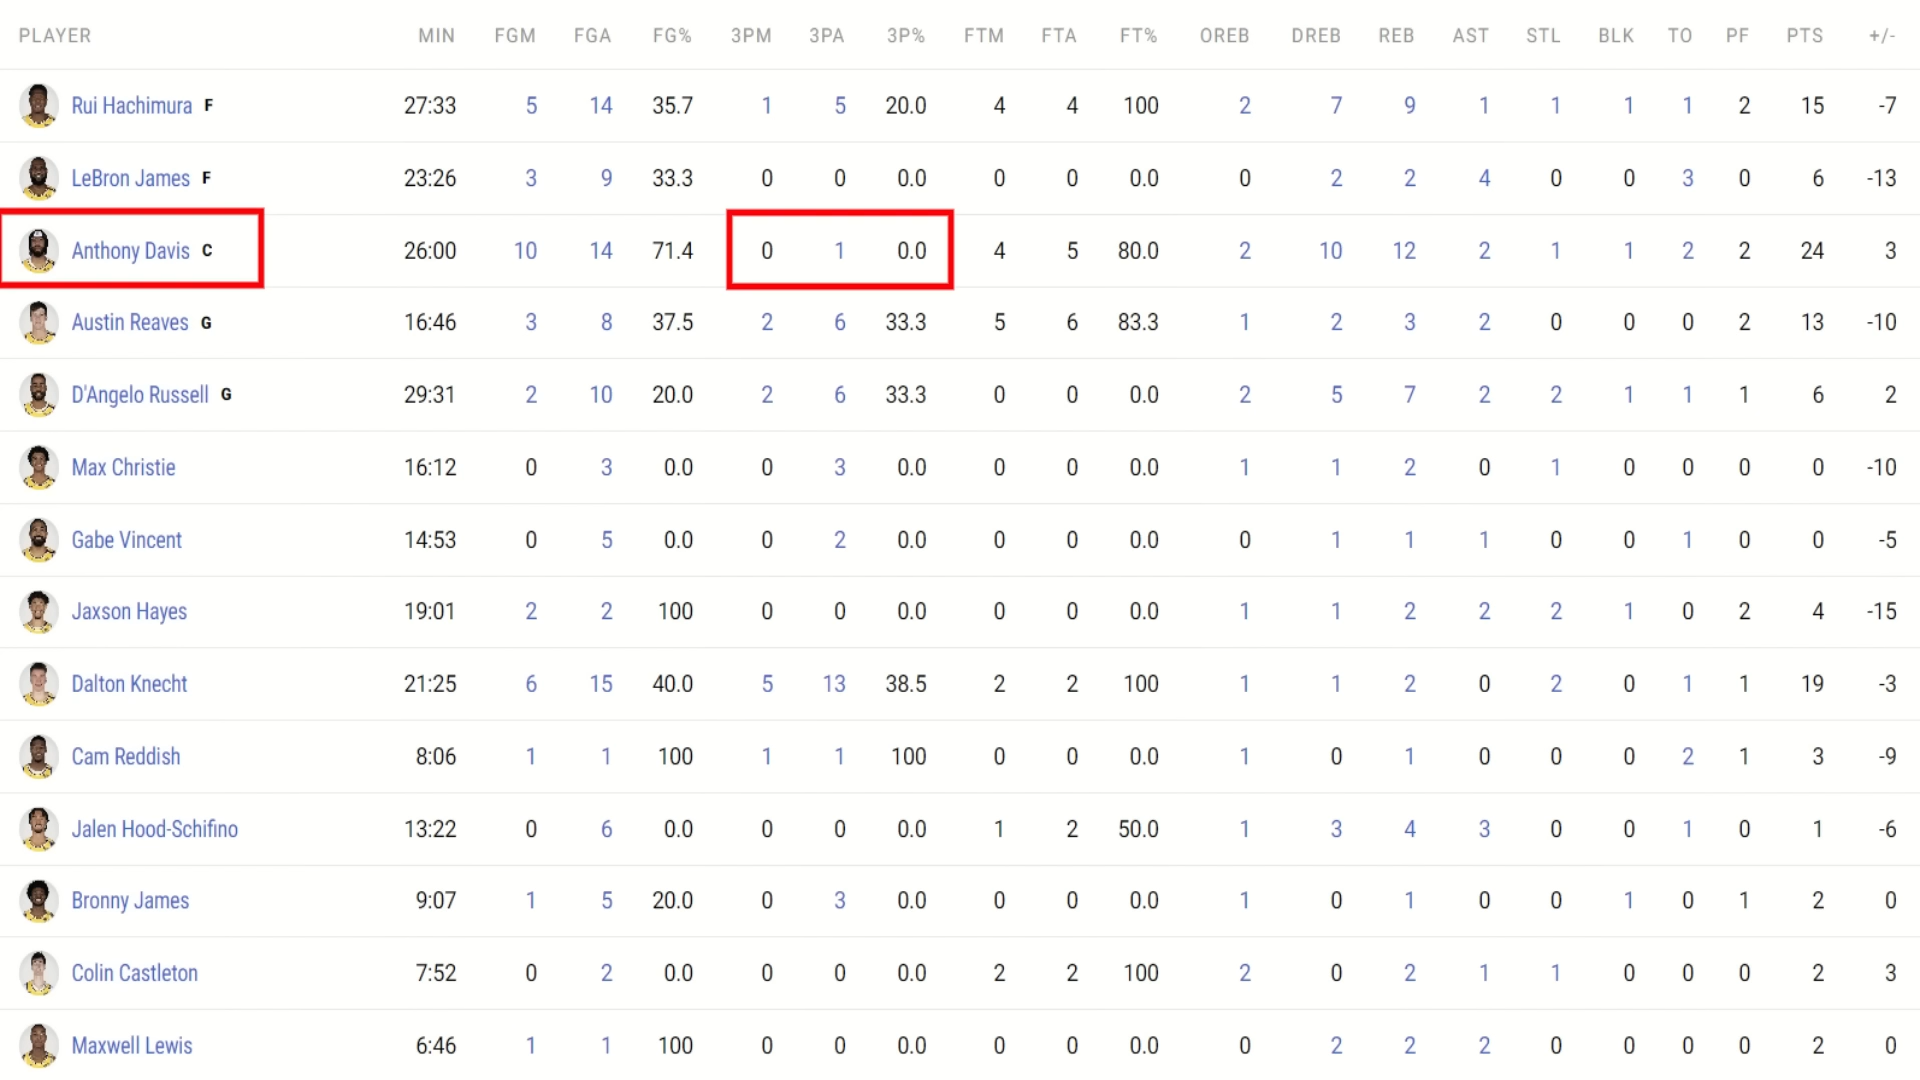 PLAYER MIN FGM FGA FG% 3PM 3PA 3P% FTM FTA FT% OREB DREB REB AST STL BLK TO PF PTS +/-
Rui Hachimura F 27:33 5 14 35.7 1 5 20.0 4 4 100 2 7 9 1 1 1 1 2 15 -7
LeBron James F 23:26 3 9 33.3 0 0 0.0 0 0 0.0 0 2 2 4 0 0 3 0 6 -13
Anthony Davis C 26:00 10 14 71.4 0 1 0.0 4 5 80.0 2 10 12 2 1 1 2 2 24 3
Austin Reaves G 16:46 3 8 37.5 2 6 33.3 5 6 83.3 1 2 3 2 0 0 0 2 13 -10
D'Angelo Russell G 29:31 2 10 20.0 2 6 33.3 0 0 0.0 2 5 7 2 2 1 1 1 6 2
Max Christie 16:12 0 3 0.0 0 3 0.0 0 0 0.0 1 1 2 0 1 0 0 0 0 -10
Gabe Vincent 14:53 0 5 0.0 0 2 0.0 0 0 0.0 0 1 1 1 0 0 1 0 0 -5
Jaxson Hayes 19:01 2 2 100 0 0 0.0 0 0 0.0 1 1 2 2 2 1 0 2 4 -15
Dalton Knecht 21:25 6 15 40.0 5 13 38.5 2 2 100 1 1 2 0 2 0 1 1 19 -3
Cam Reddish 8:06 1 1 100 1 1 100 0 0 0.0 1 0 1 0 0 0 2 1 3 -9
Jalen Hood-Schifino 13:22 0 6 0.0 0 0 0.0 1 2 50.0 1 3 4 3 0 0 1 0 1 -6
Bronny James 9:07 1 5 20.0 0 3 0.0 0 0 0.0 1 0 1 0 0 1 0 1 2 0
Colin Castleton 7:52 0 2 0.0 0 0 0.0 2 2 100 2 0 2 1 1 0 0 0 2 3
Maxwell Lewis 6:46 1 1 100 0 0 0.0 0 0 0.0 0 2 2 2 0 0 0 0 2 0